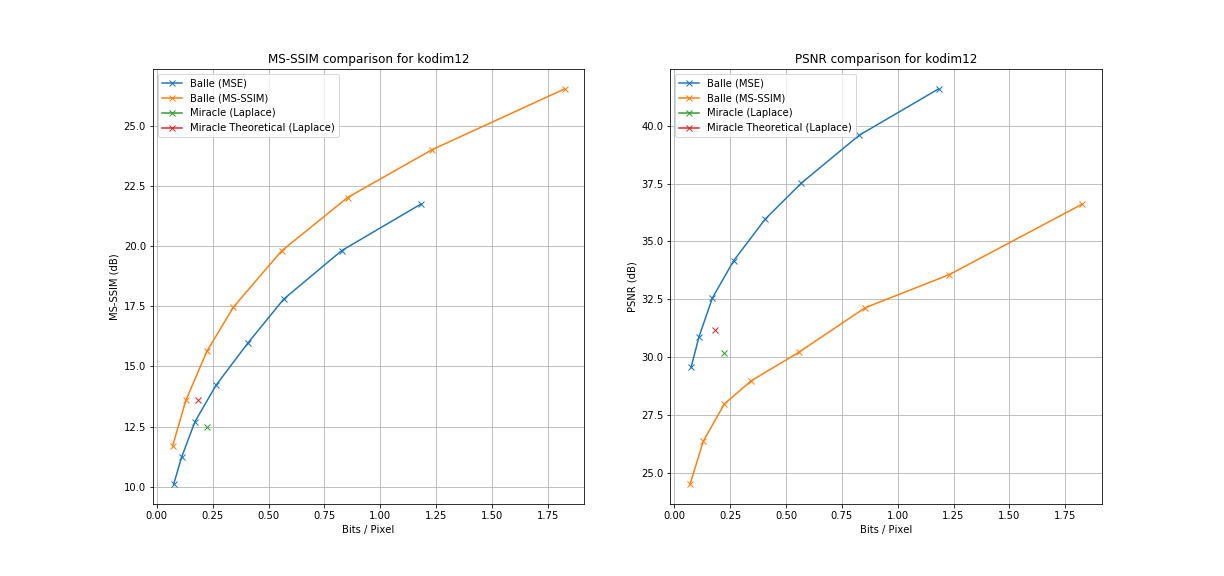 MS-SSIM comparison for kodim12
Balle (MSE)
Balle (MS-SSIM)
Miracle (Laplace)
Miracle Theoretical (Laplace)
25.0
22.5
20.0
17.5
15.0
12.5
10.0
MS-SSIM (dB)
0.00 0.25 0.50 0.75 1.00 1.25 1.50 1.75
Bits / Pixel
PSNR comparison for kodim12
Balle (MSE)
Balle (MS-SSIM)
Miracle (Laplace)
Miracle Theoretical (Laplace)
40.0
37.5
35.0
32.5
30.0
27.5
25.0
PSNR (dB)
0.00 0.25 0.50 0.75 1.00 1.25 1.50 1.75
Bits / Pixel